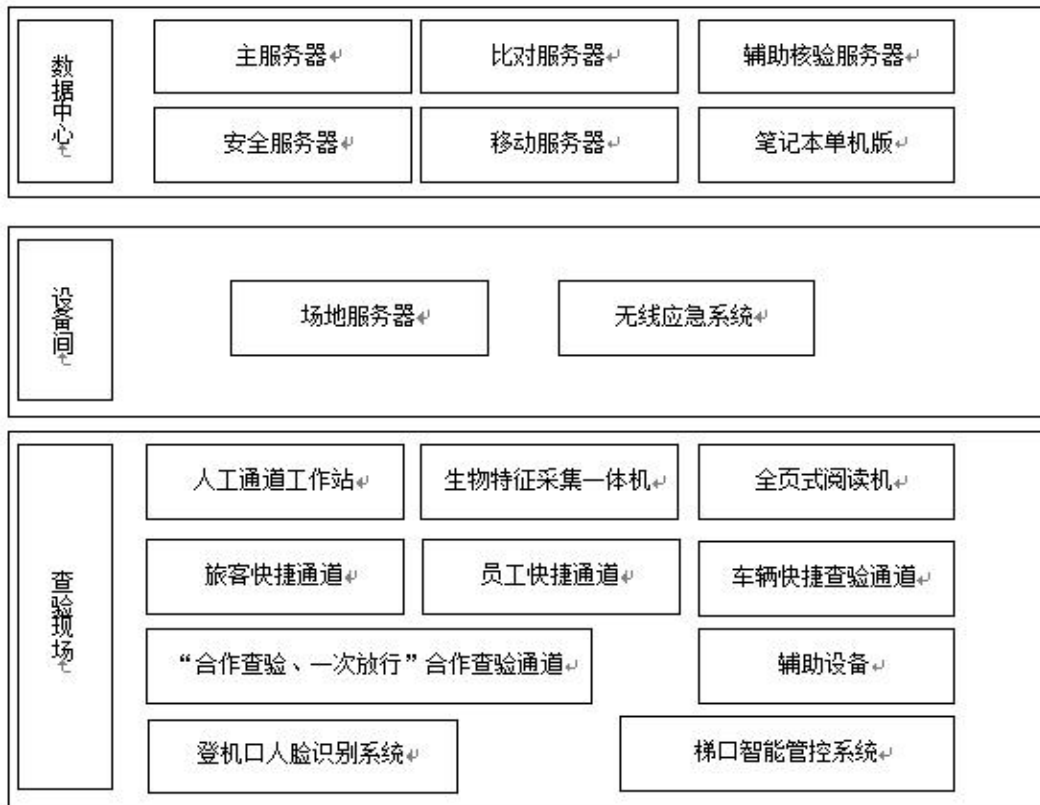 数据中心
主服务器
比对服务器
辅助核验服务器
安全服务器
移动服务器
笔记本单机版
设备间
场地服务器
无线应急系统
查验现场
人工通道工作站
生物特征采集一体机
全页式阅读机
旅客快捷通道
员工快捷通道
车辆快捷查验通道
“合作查验、一次放行”合作查验通道
辅助设备
登机口人脸识别系统
梯口智能管控系统